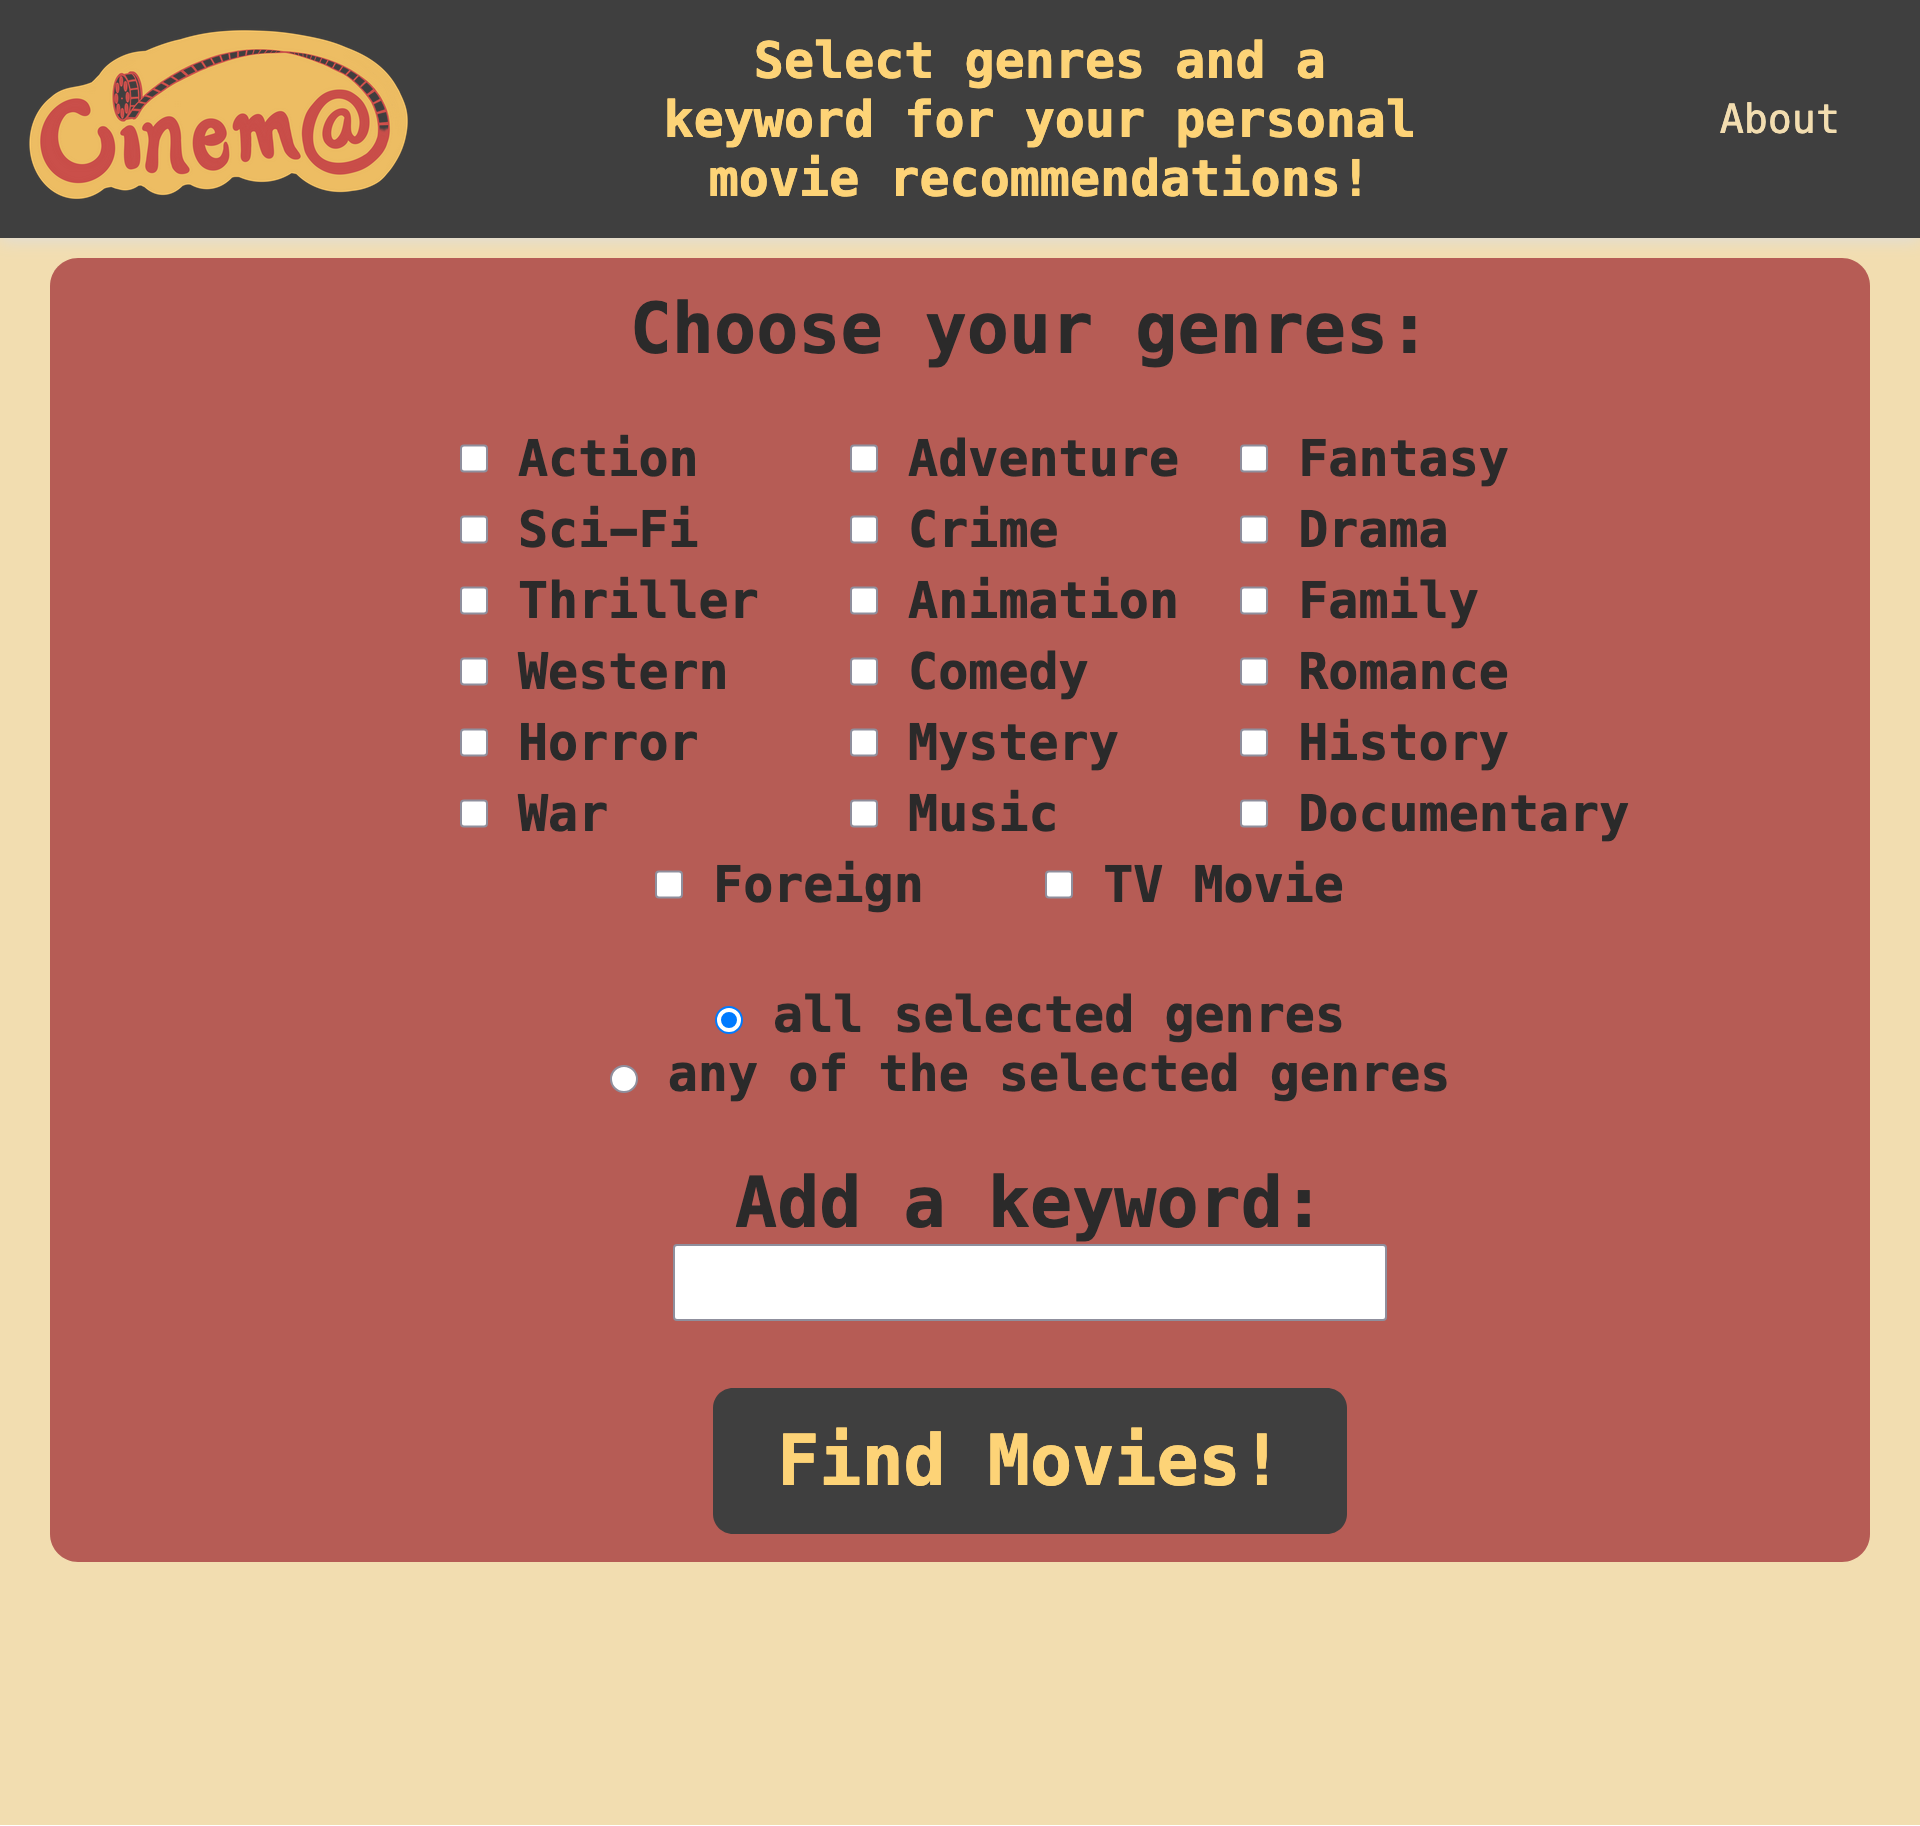 Cinem@
Select genres and a
keyword for your personal
movie recommendations!
About
Choose your genres:
Action Adventure Fantasy
Sci-Fi Crime Drama
Thriller Animation Family
Western Comedy Romance
Horror Mystery History
War Music Documentary
Foreign TV Movie
all selected genres
any of the selected genres
Add a keyword:
Find Movies!